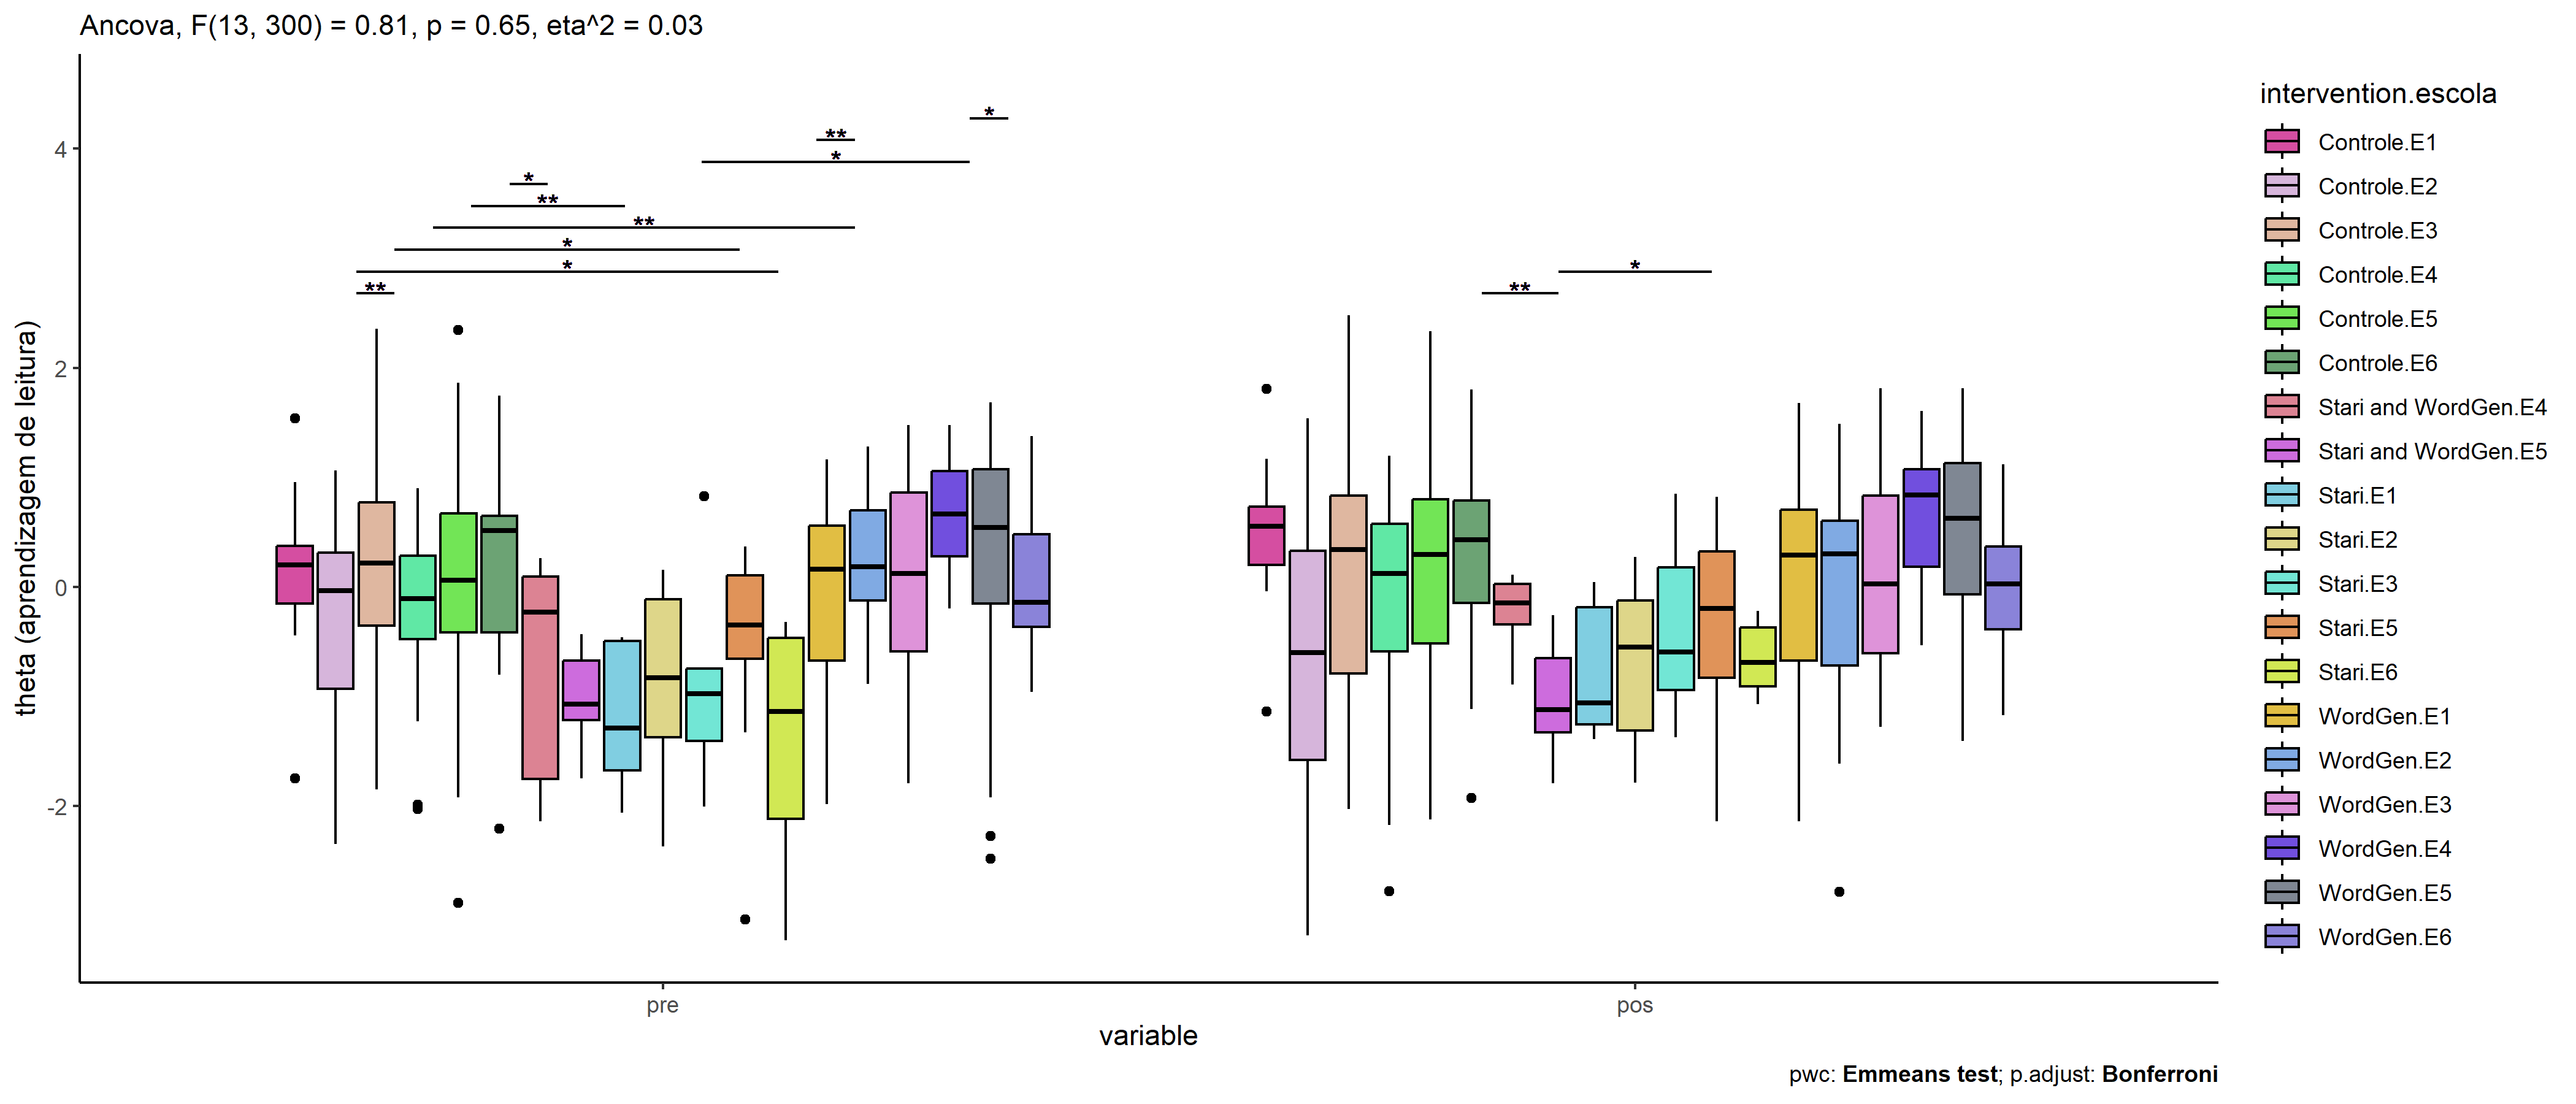 Ancova, F(13, 300) = 0.81, p = 0.65, eta^2 = 0.03
theta (aprendizagem de leitura)
4
2
0
-2
*
**
*
*
**
**
*
*
**
*
**
pre
pos
variable
pwc: Emmeans test; p.adjust: Bonferroni
intervention.escola
Controle.E1
Controle.E2
Controle.E3
Controle.E4
Controle.E5
Controle.E6
Stari and WordGen.E4
Stari and WordGen.E5
Stari.E1
Stari.E2
Stari.E3
Stari.E5
Stari.E6
WordGen.E1
WordGen.E2
WordGen.E3
WordGen.E4
WordGen.E5
WordGen.E6